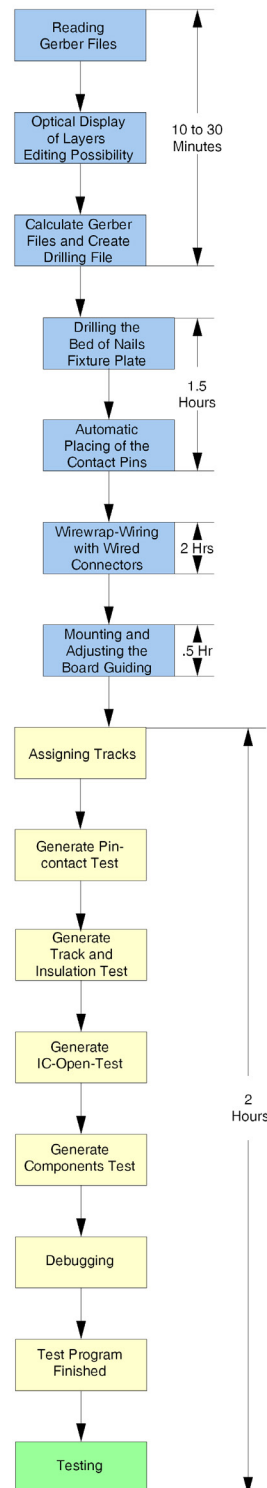 Reading
Gerber Files
Optical Display
of Layers
Editing Possibility
10 to 30
Minutes
Calculate Gerber
Files and Create
Drilling File
Drilling the
Bed of Nails
Fixture Plate
1.5
Hours
Automatic
Placing of the
Contact Pins
Wirewrap-Wiring
with Wired
Connectors
2 Hrs
Mounting and
Adjusting the
Board Guiding
.5 Hr
Assigning Tracks
Generate Pin-
contact Test
Generate
Track and
Insulation Test
Generate
IC-Open-Test
2
Hours
Generate
Components Test
Debugging
Test Program
Finished
Testing